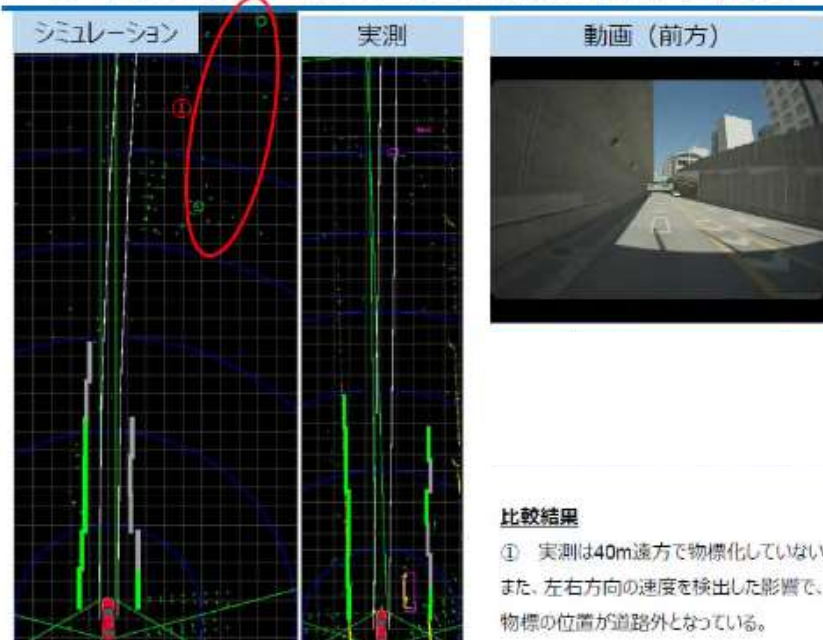 シミュレーション
実測
動画（前方）
①
比較結果
① 実測は40m遠方で物標化していない
また、左右方向の速度を検出した影響で、
物標の位置が道路外となっている。